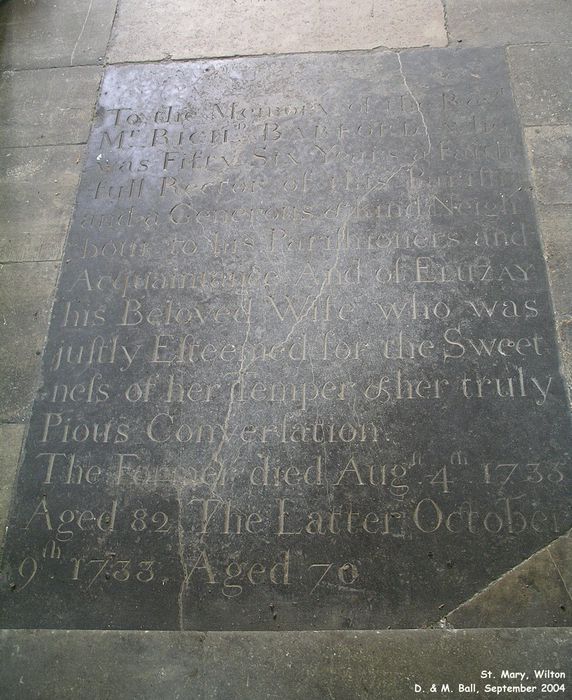 To the Memory of the Revd.
Mr. RICHD. BARFORD who
was Fifty Six Years a Faith
full Rector of this Parish
and a Generous & kind Neigh
bour to his Pariſhioners and
Acquaintance And of ELUZAY
his Beloved Wife who was
juſtly Eſteemed for the Sweet
neſs of her Temper & her truly
Pious Converſation.
The Former died Augſt. 4th 173
Aged 82 The Latter October
9th 1733. Aged 70
St. Mary, Wilton
D. & M. Ball, September 2004